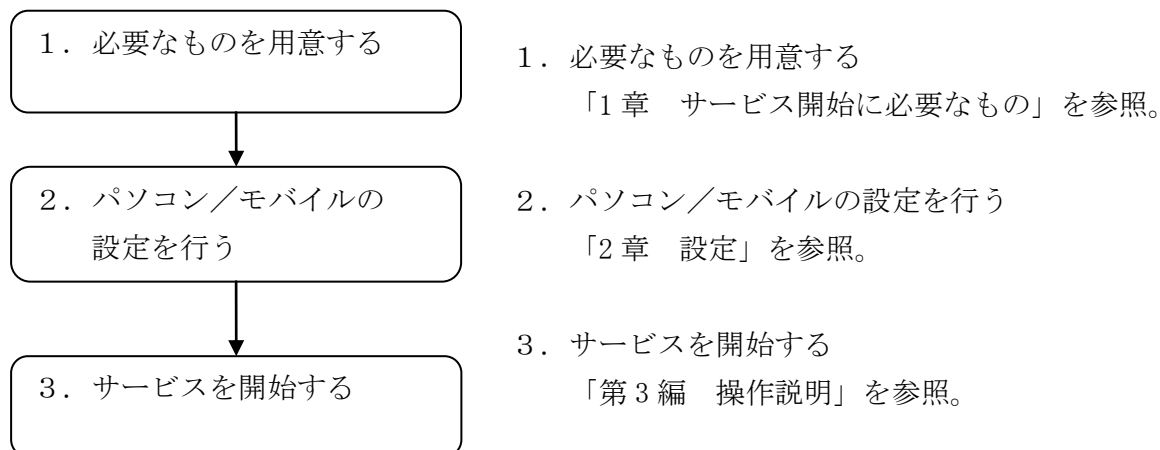 １．必要なものを用意する
２．パソコン／モバイルの
設定を行う
３．サービスを開始する
１．必要なものを用意する
「1 章　サービス開始に必要なもの」を参照。
２．パソコン／モバイルの設定を行う
「2 章　設定」を参照。
３．サービスを開始する
「第 3 編　操作説明」を参照。